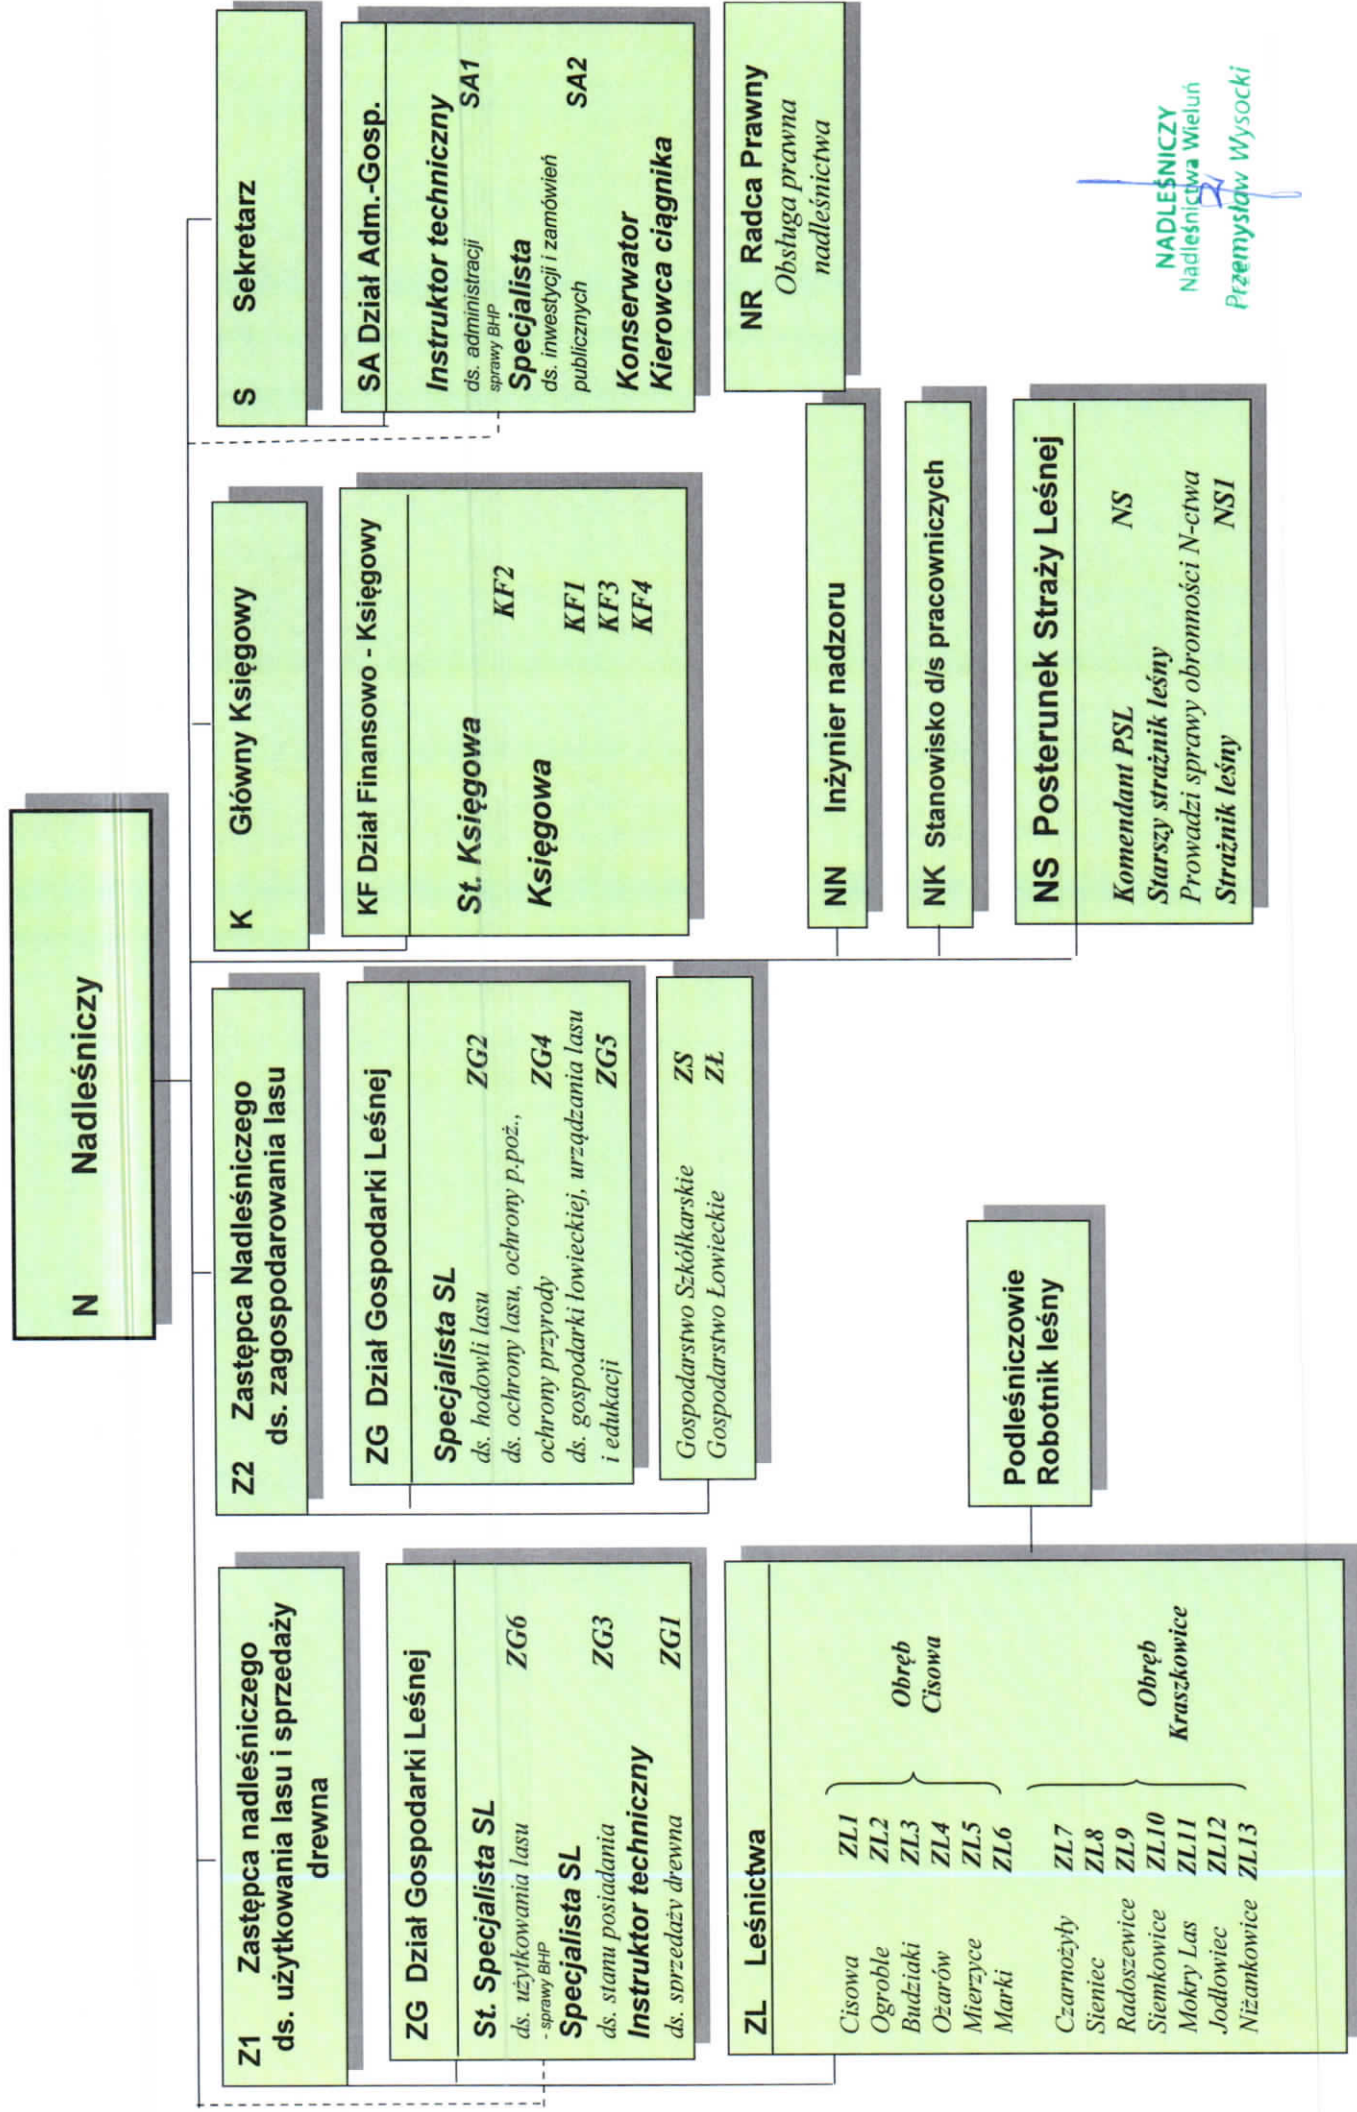 N Nadleśniczy
Z1 Zastępca nadleśniczego
ds. użytkowania lasu i sprzedaży
drewna
ZG Dział Gospodarki Leśnej
St. Specjalista SL
ds. użytkowania lasu ZG6
- sprawy BHP
Specjalista SL
ds. stanu posiadania ZG3
Instruktor techniczny
ds. sprzedaży drewna ZG1
ZL Leśnictwa
Cisowa ZL1
Ogroble ZL2
Budziaki ZL3
Ożarów ZL4
Mierzyce ZL5
Marki ZL6
Obręb
Cisowa
Czarnożyły ZL7
Sieniec ZL8
Radoszewice ZL9
Siemkowice ZL10
Mokry Las ZL11
Jodłowiec ZL12
Niżankowice ZL13
Obręb
Kraszkowice
Podleśniczowie
Robotnik leśny
Z2 Zastępca Nadleśniczego
ds. zagospodarowania lasu
ZG Dział Gospodarki Leśnej
Specjalista SL
ds. hodowli lasu ZG2
ds. ochrony lasu, ochrony p.poż.,
ochrony przyrody ZG4
ds. gospodarki łowieckiej, urządzania lasu
i edukacji ZG5
Gospodarstwo Szkółkarskie ZS
Gospodarstwo Łowieckie ZŁ
K Główny Księgowy
KF Dział Finansowo - Księgowy
St. Księgowa
KF2
Księgowa
KF1
KF3
KF4
NN Inżynier nadzoru
NK Stanowisko d/s pracowniczych
NS Posterunek Straży Leśnej
Komendant PSL NS
Starszy strażnik leśny
Prowadzi sprawy obronności N-ctwa
Strażnik leśny NS1
S Sekretarz
SA Dział Adm.-Gosp.
Instruktor techniczny
ds. administracji SA1
sprawy BHP
Specjalista
ds. inwestycji i zamówień
publicznych SA2
Konserwator
Kierowca ciągnika
NR Radca Prawny
Obsługa prawna
nadleśnictwa
NADLEŚNICZY
Nadleśnictwa Wieluń
Przemysław Wysocki